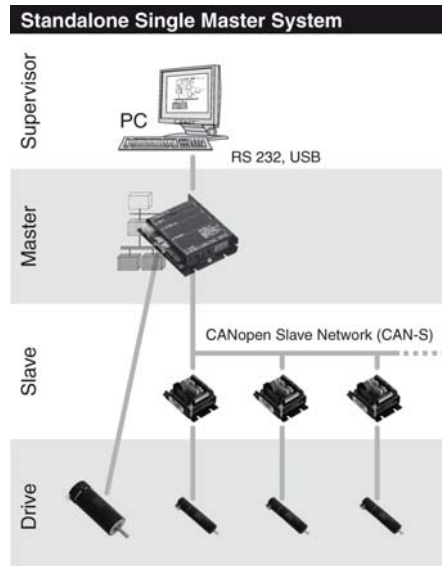 Standalone Single Master System
Supervisor
PC
RS 232, USB
Master
CANopen Slave Network (CAN-S)
Slave
Drive